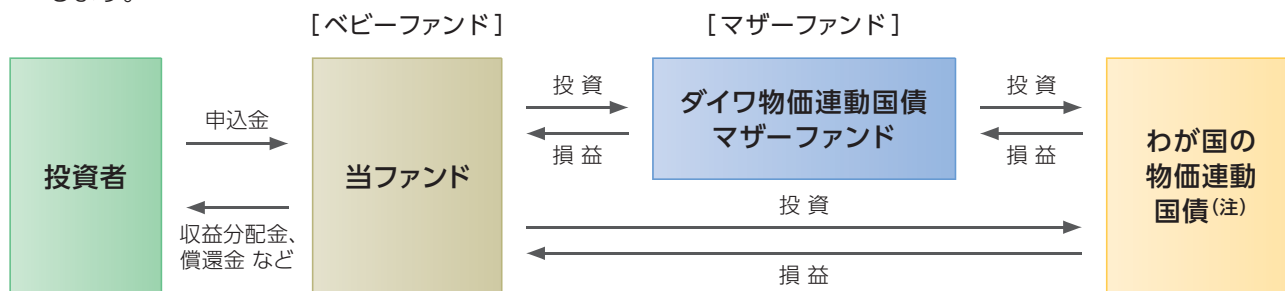 します。
[ベビーファンド]
[マザーファンド]
投資者
申込金
収益分配金、
償還金 など
当ファンド
投 資
損 益
ダイワ物価連動国債
マザーファンド
投 資
損 益
投 資
損 益
わが国の
物価連動
国債(注)